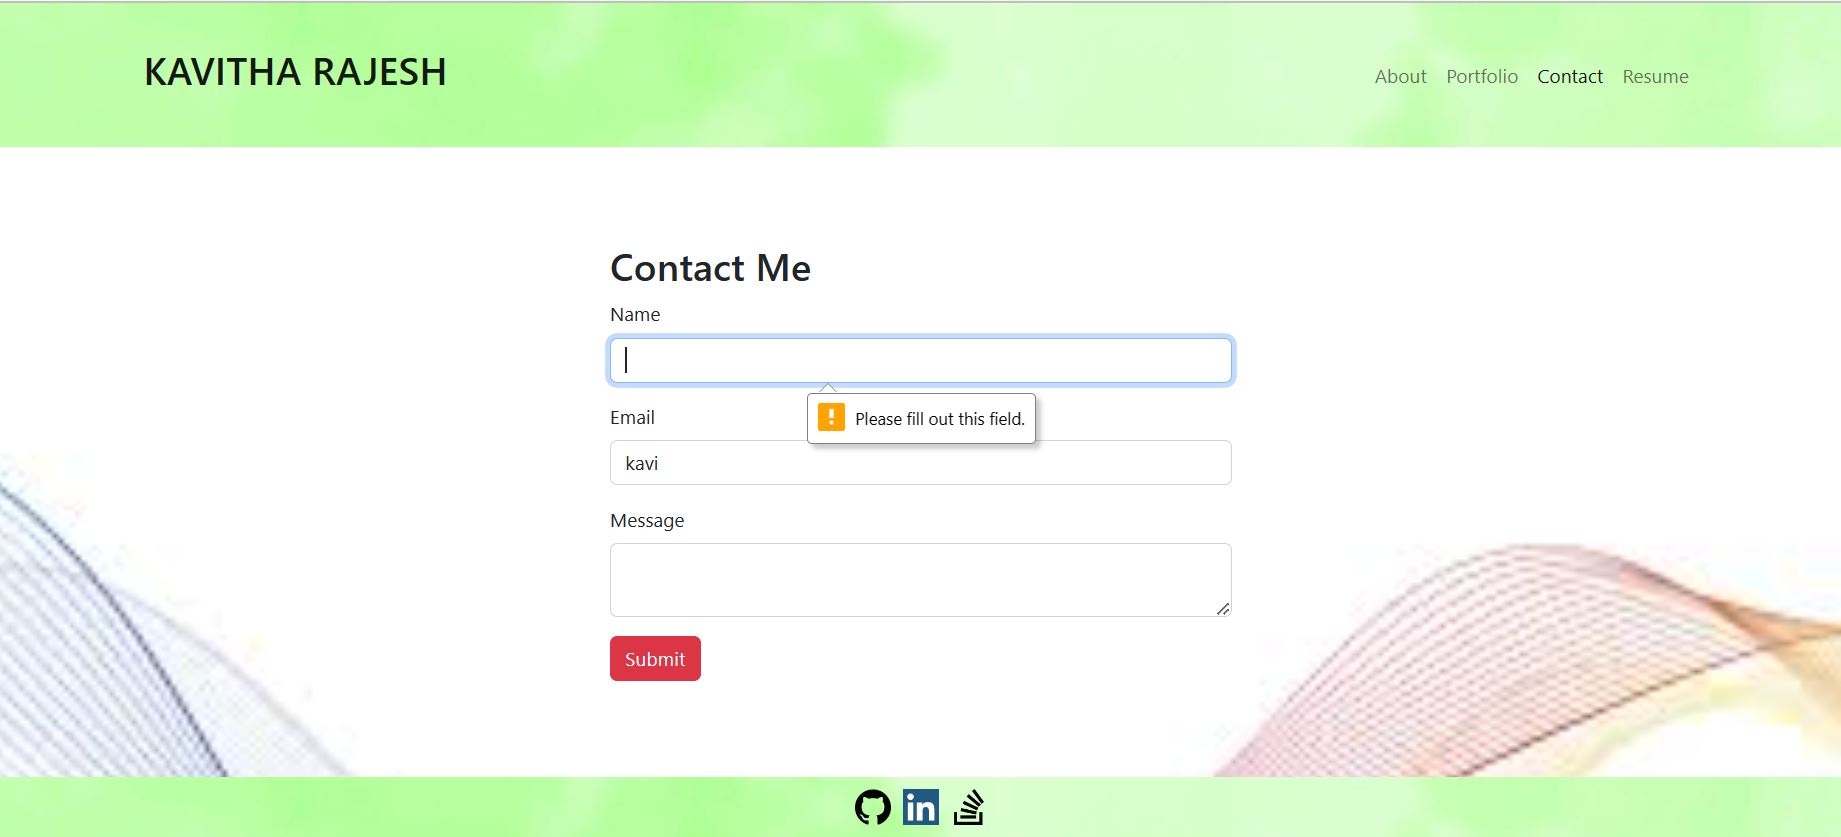 KAVITHA RAJESH
About Portfolio Contact Resume
Contact Me
Name
Please fill out this field.
Email
kavi
Message
Submit
in